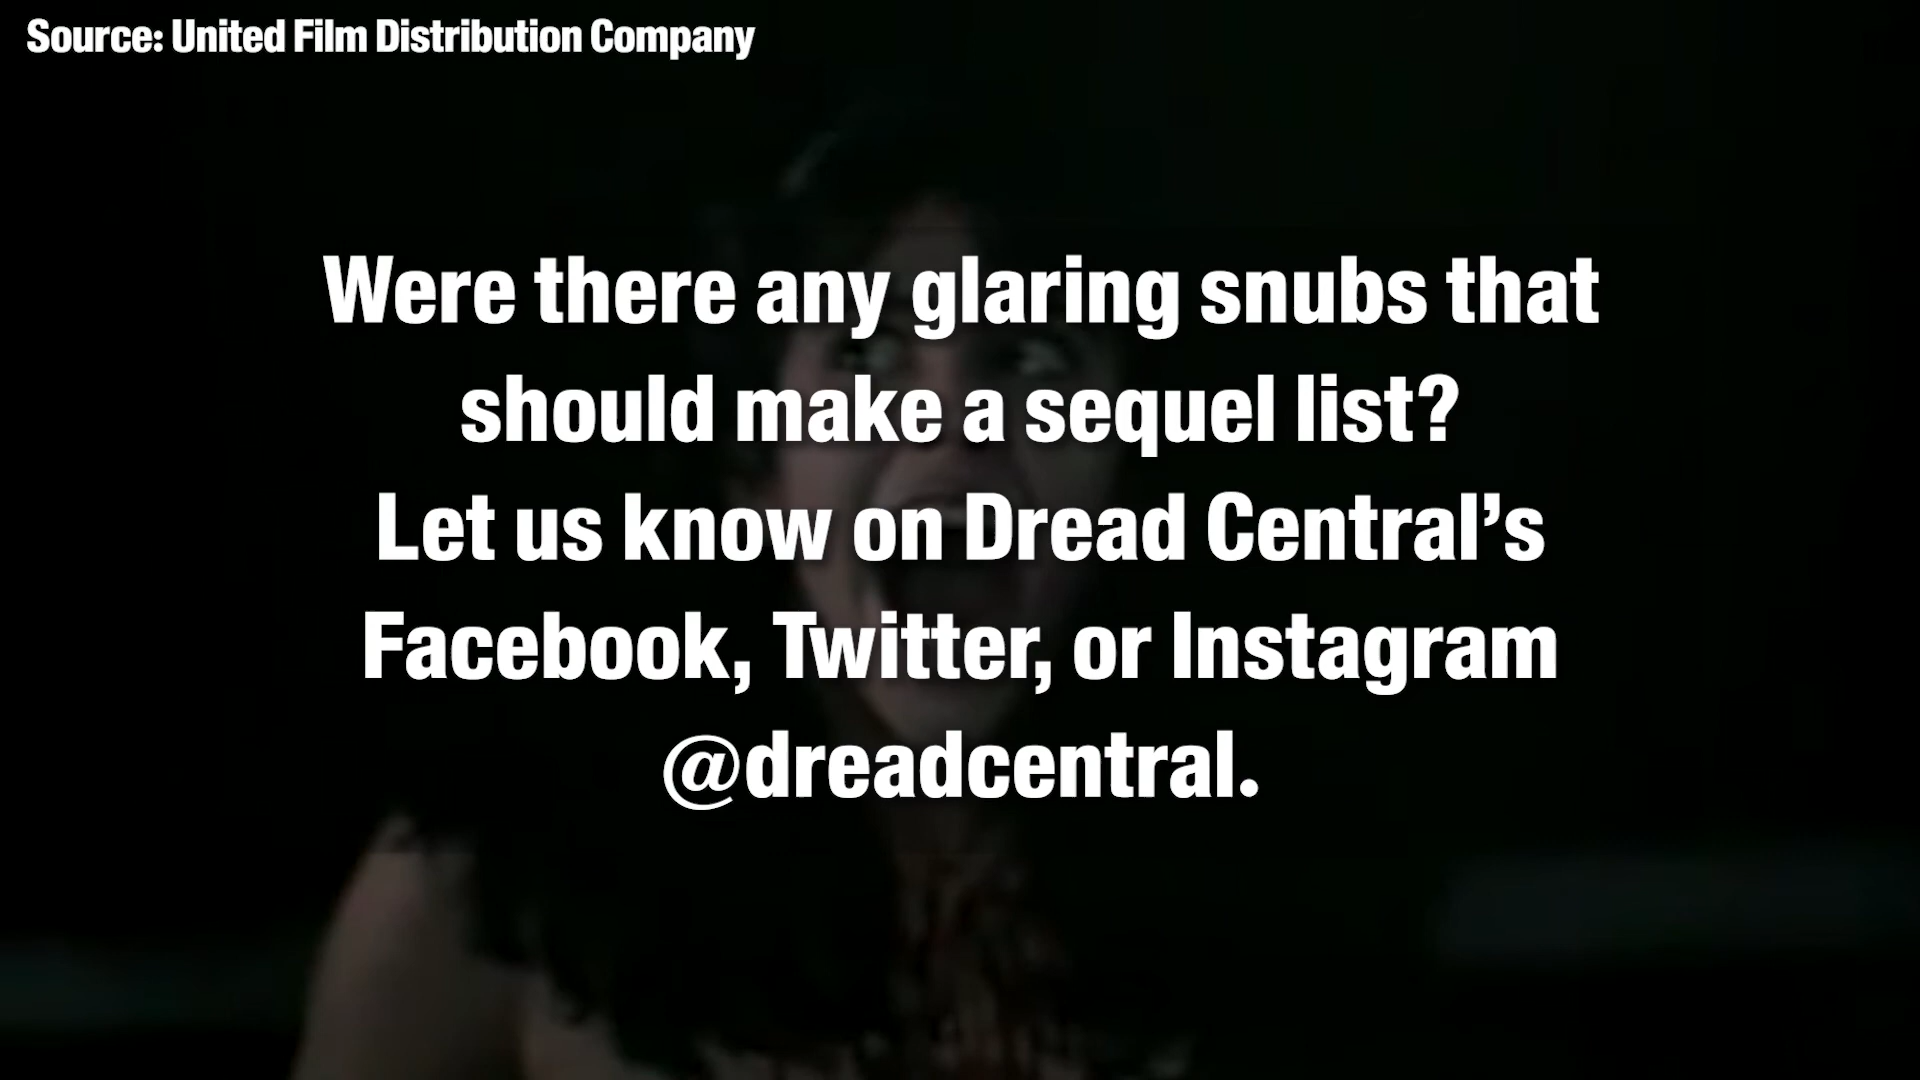 Source: United Film Distribution Company
Were there any glaring snubs that
should make a sequel list?
Let us know on Dread Central’s
Facebook, Twitter, or Instagram
@dreadcentral.